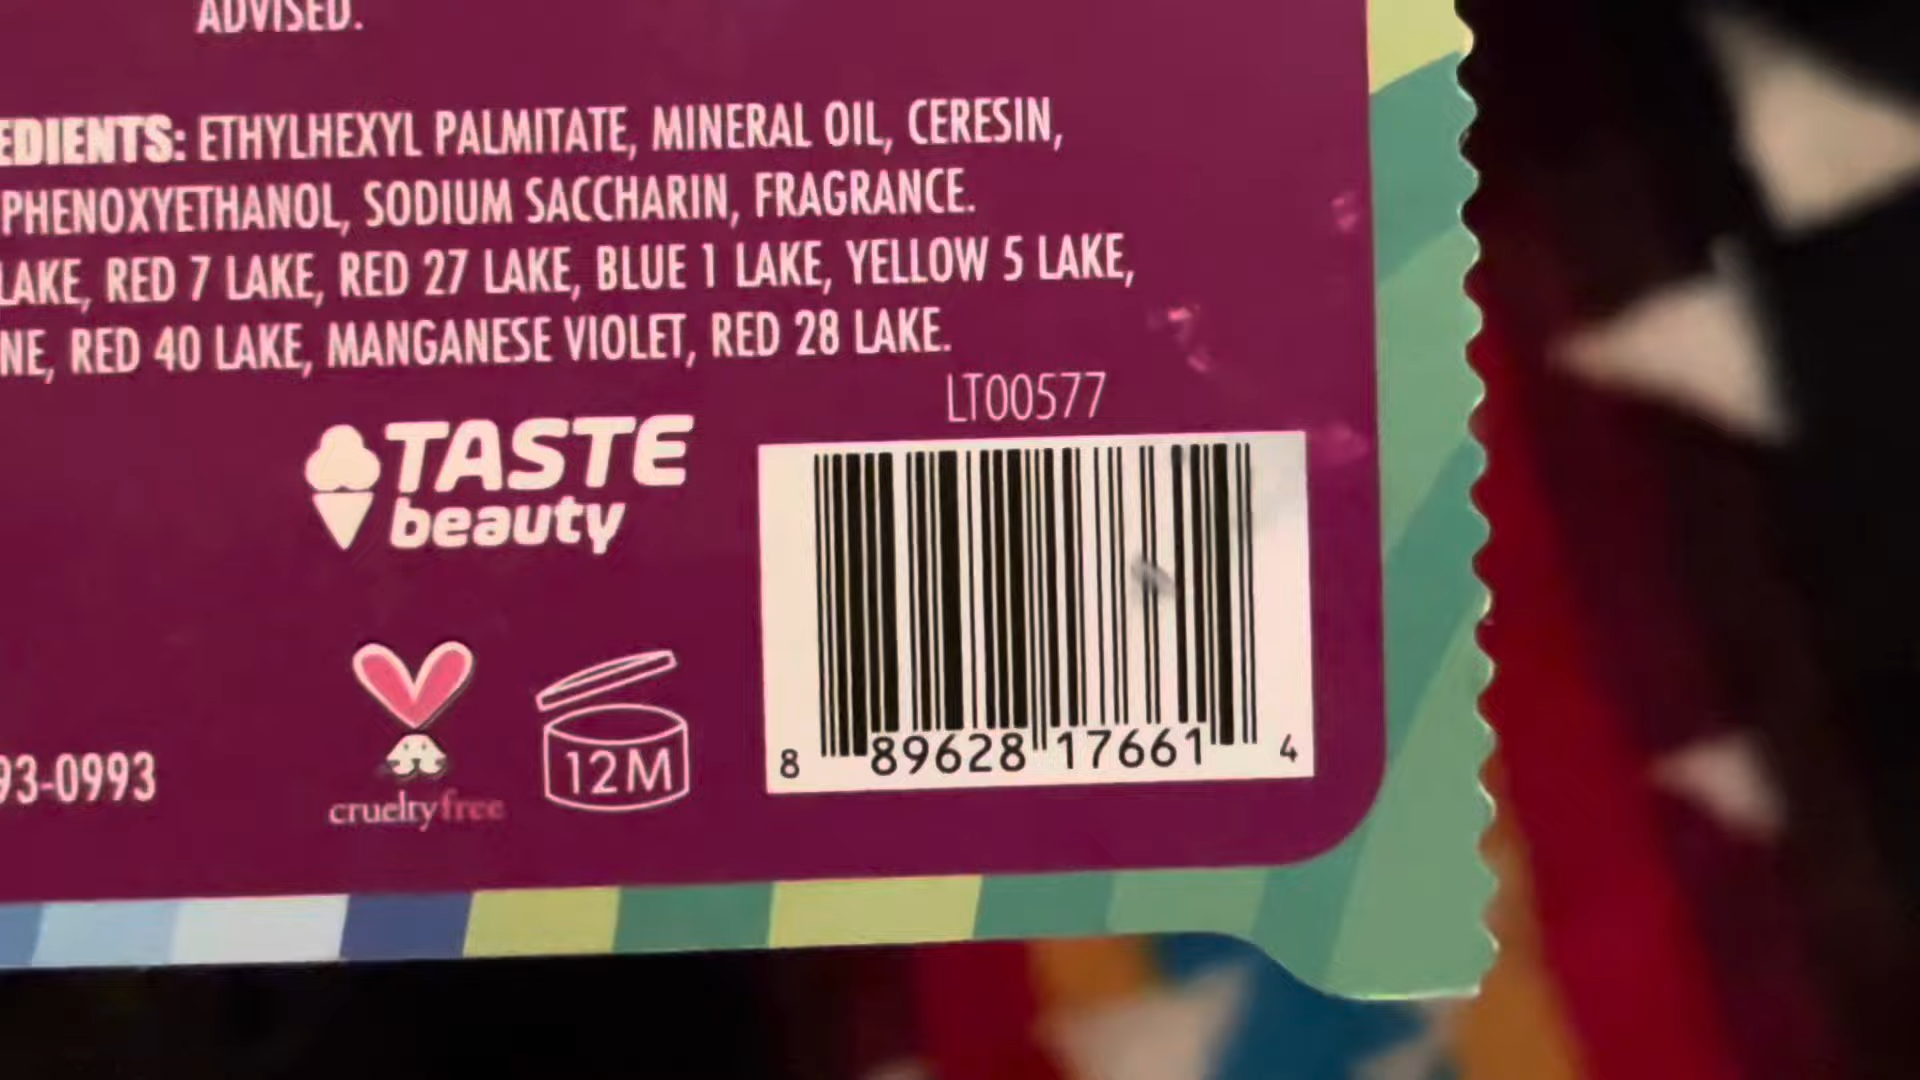 ADVISED.
EDIENTS: ETHYLHEXYL PALMITATE, MINERAL OIL, CERESIN,
PHENOXYETHANOL, SODIUM SACCHARIN, FRAGRANCE.
LAKE, RED 7 LAKE, RED 27 LAKE, BLUE 1 LAKE, YELLOW 5 LAKE,
NE, RED 40 LAKE, MANGANESE VIOLET, RED 28 LAKE.
LT00577
TASTE
beauty
93-0993
crueltyfree
12M
8 89628 17661 4